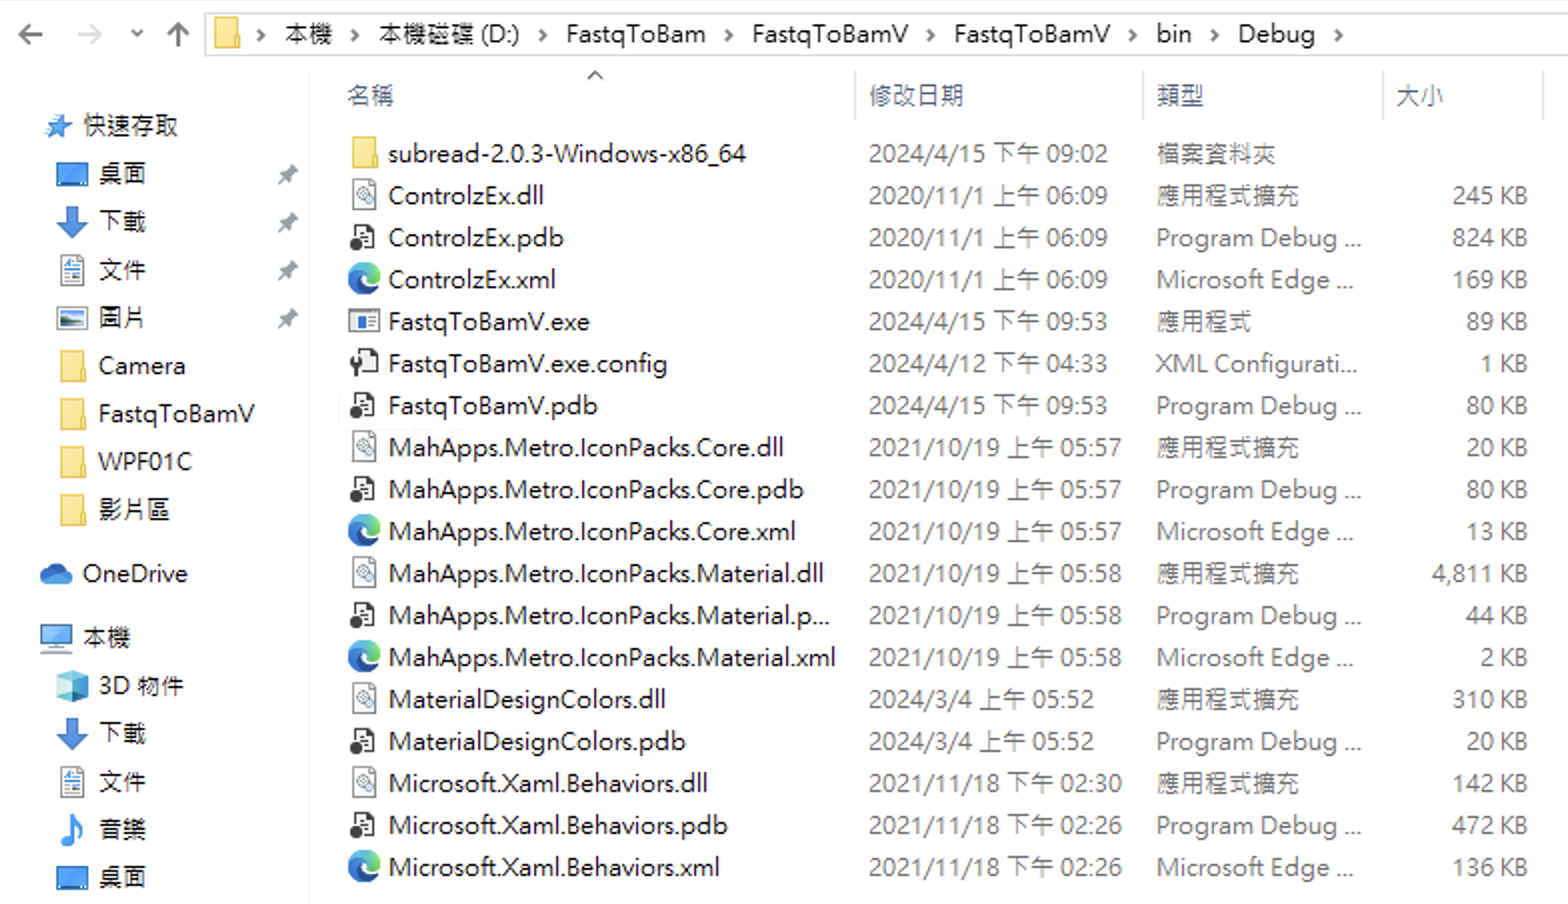 本機 > 本機磁碟 (D:) > FastqToBam > FastqToBamV > FastqToBamV > bin > Debug >
快速存取
桌面
下載
文件
圖片
Camera
FastqToBamV
WPF01C
影片區
OneDrive
本機
3D 物件
下載
文件
音樂
桌面
名稱 修改日期 類型 大小
subread-2.0.3-Windows-x86_64 2024/4/15 下午 09:02 檔案資料夾
ControlzEx.dll 2020/11/1 上午 06:09 應用程式擴充 245 KB
ControlzEx.pdb 2020/11/1 上午 06:09 Program Debug ... 824 KB
ControlzEx.xml 2020/11/1 上午 06:09 Microsoft Edge ... 169 KB
FastqToBamV.exe 2024/4/15 下午 09:53 應用程式 89 KB
FastqToBamV.exe.config 2024/4/12 下午 04:33 XML Configurati... 1 KB
FastqToBamV.pdb 2024/4/15 下午 09:53 Program Debug ... 80 KB
MahApps.Metro.IconPacks.Core.dll 2021/10/19 上午 05:57 應用程式擴充 20 KB
MahApps.Metro.IconPacks.Core.pdb 2021/10/19 上午 05:57 Program Debug ... 80 KB
MahApps.Metro.IconPacks.Core.xml 2021/10/19 上午 05:57 Microsoft Edge ... 13 KB
MahApps.Metro.IconPacks.Material.dll 2021/10/19 上午 05:58 應用程式擴充 4,811 KB
MahApps.Metro.IconPacks.Material.p... 2021/10/19 上午 05:58 Program Debug ... 44 KB
MahApps.Metro.IconPacks.Material.xml 2021/10/19 上午 05:58 Microsoft Edge ... 2 KB
MaterialDesignColors.dll 2024/3/4 上午 05:52 應用程式擴充 310 KB
MaterialDesignColors.pdb 2024/3/4 上午 05:52 Program Debug ... 20 KB
Microsoft.Xaml.Behaviors.dll 2021/11/18 下午 02:30 應用程式擴充 142 KB
Microsoft.Xaml.Behaviors.pdb 2021/11/18 下午 02:26 Program Debug ... 472 KB
Microsoft.Xaml.Behaviors.xml 2021/11/18 下午 02:26 Microsoft Edge ... 136 KB